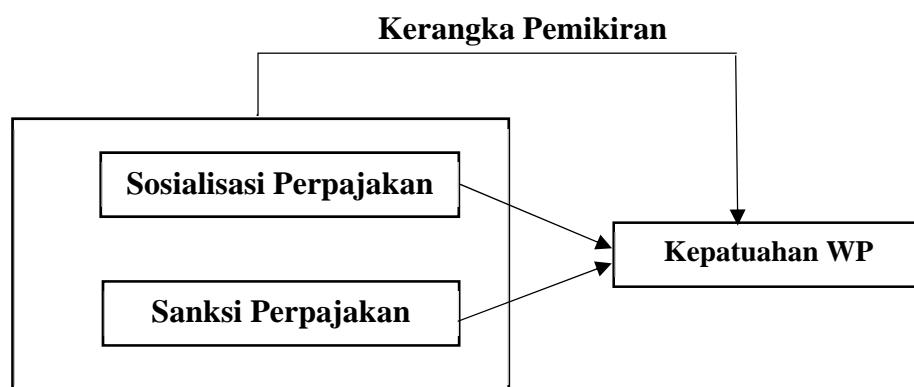 Kerangka Pemikiran
Sosialisasi Perpajakan
Kepatuahan WP
Sanksi Perpajakan